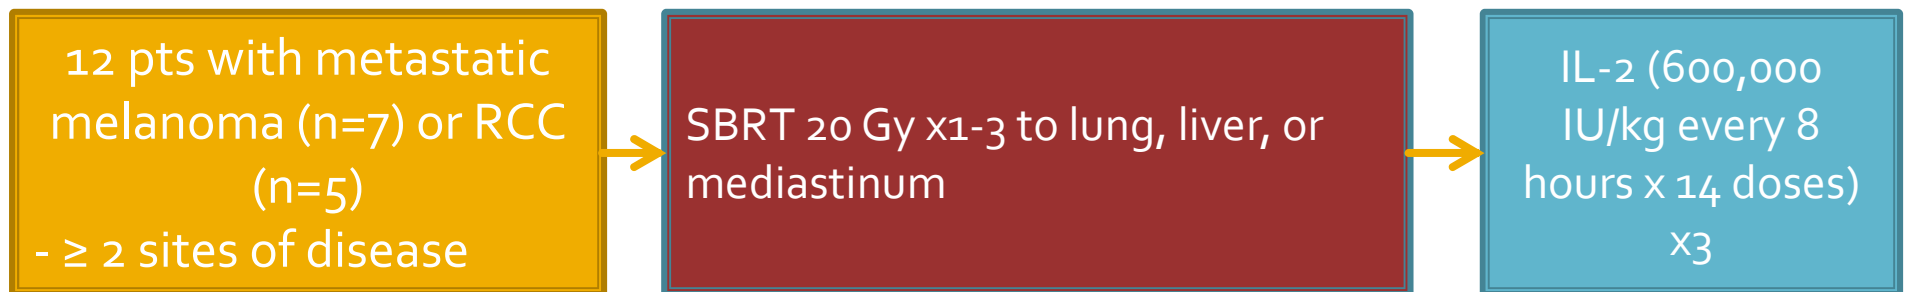 12 pts with metastatic
melanoma (n=7) or RCC
(n=5)
- ≥ 2 sites of disease
SBRT 20 Gy x1-3 to lung, liver, or
mediastinum
IL-2 (600,000
IU/kg every 8
hours x 14 doses)
x3